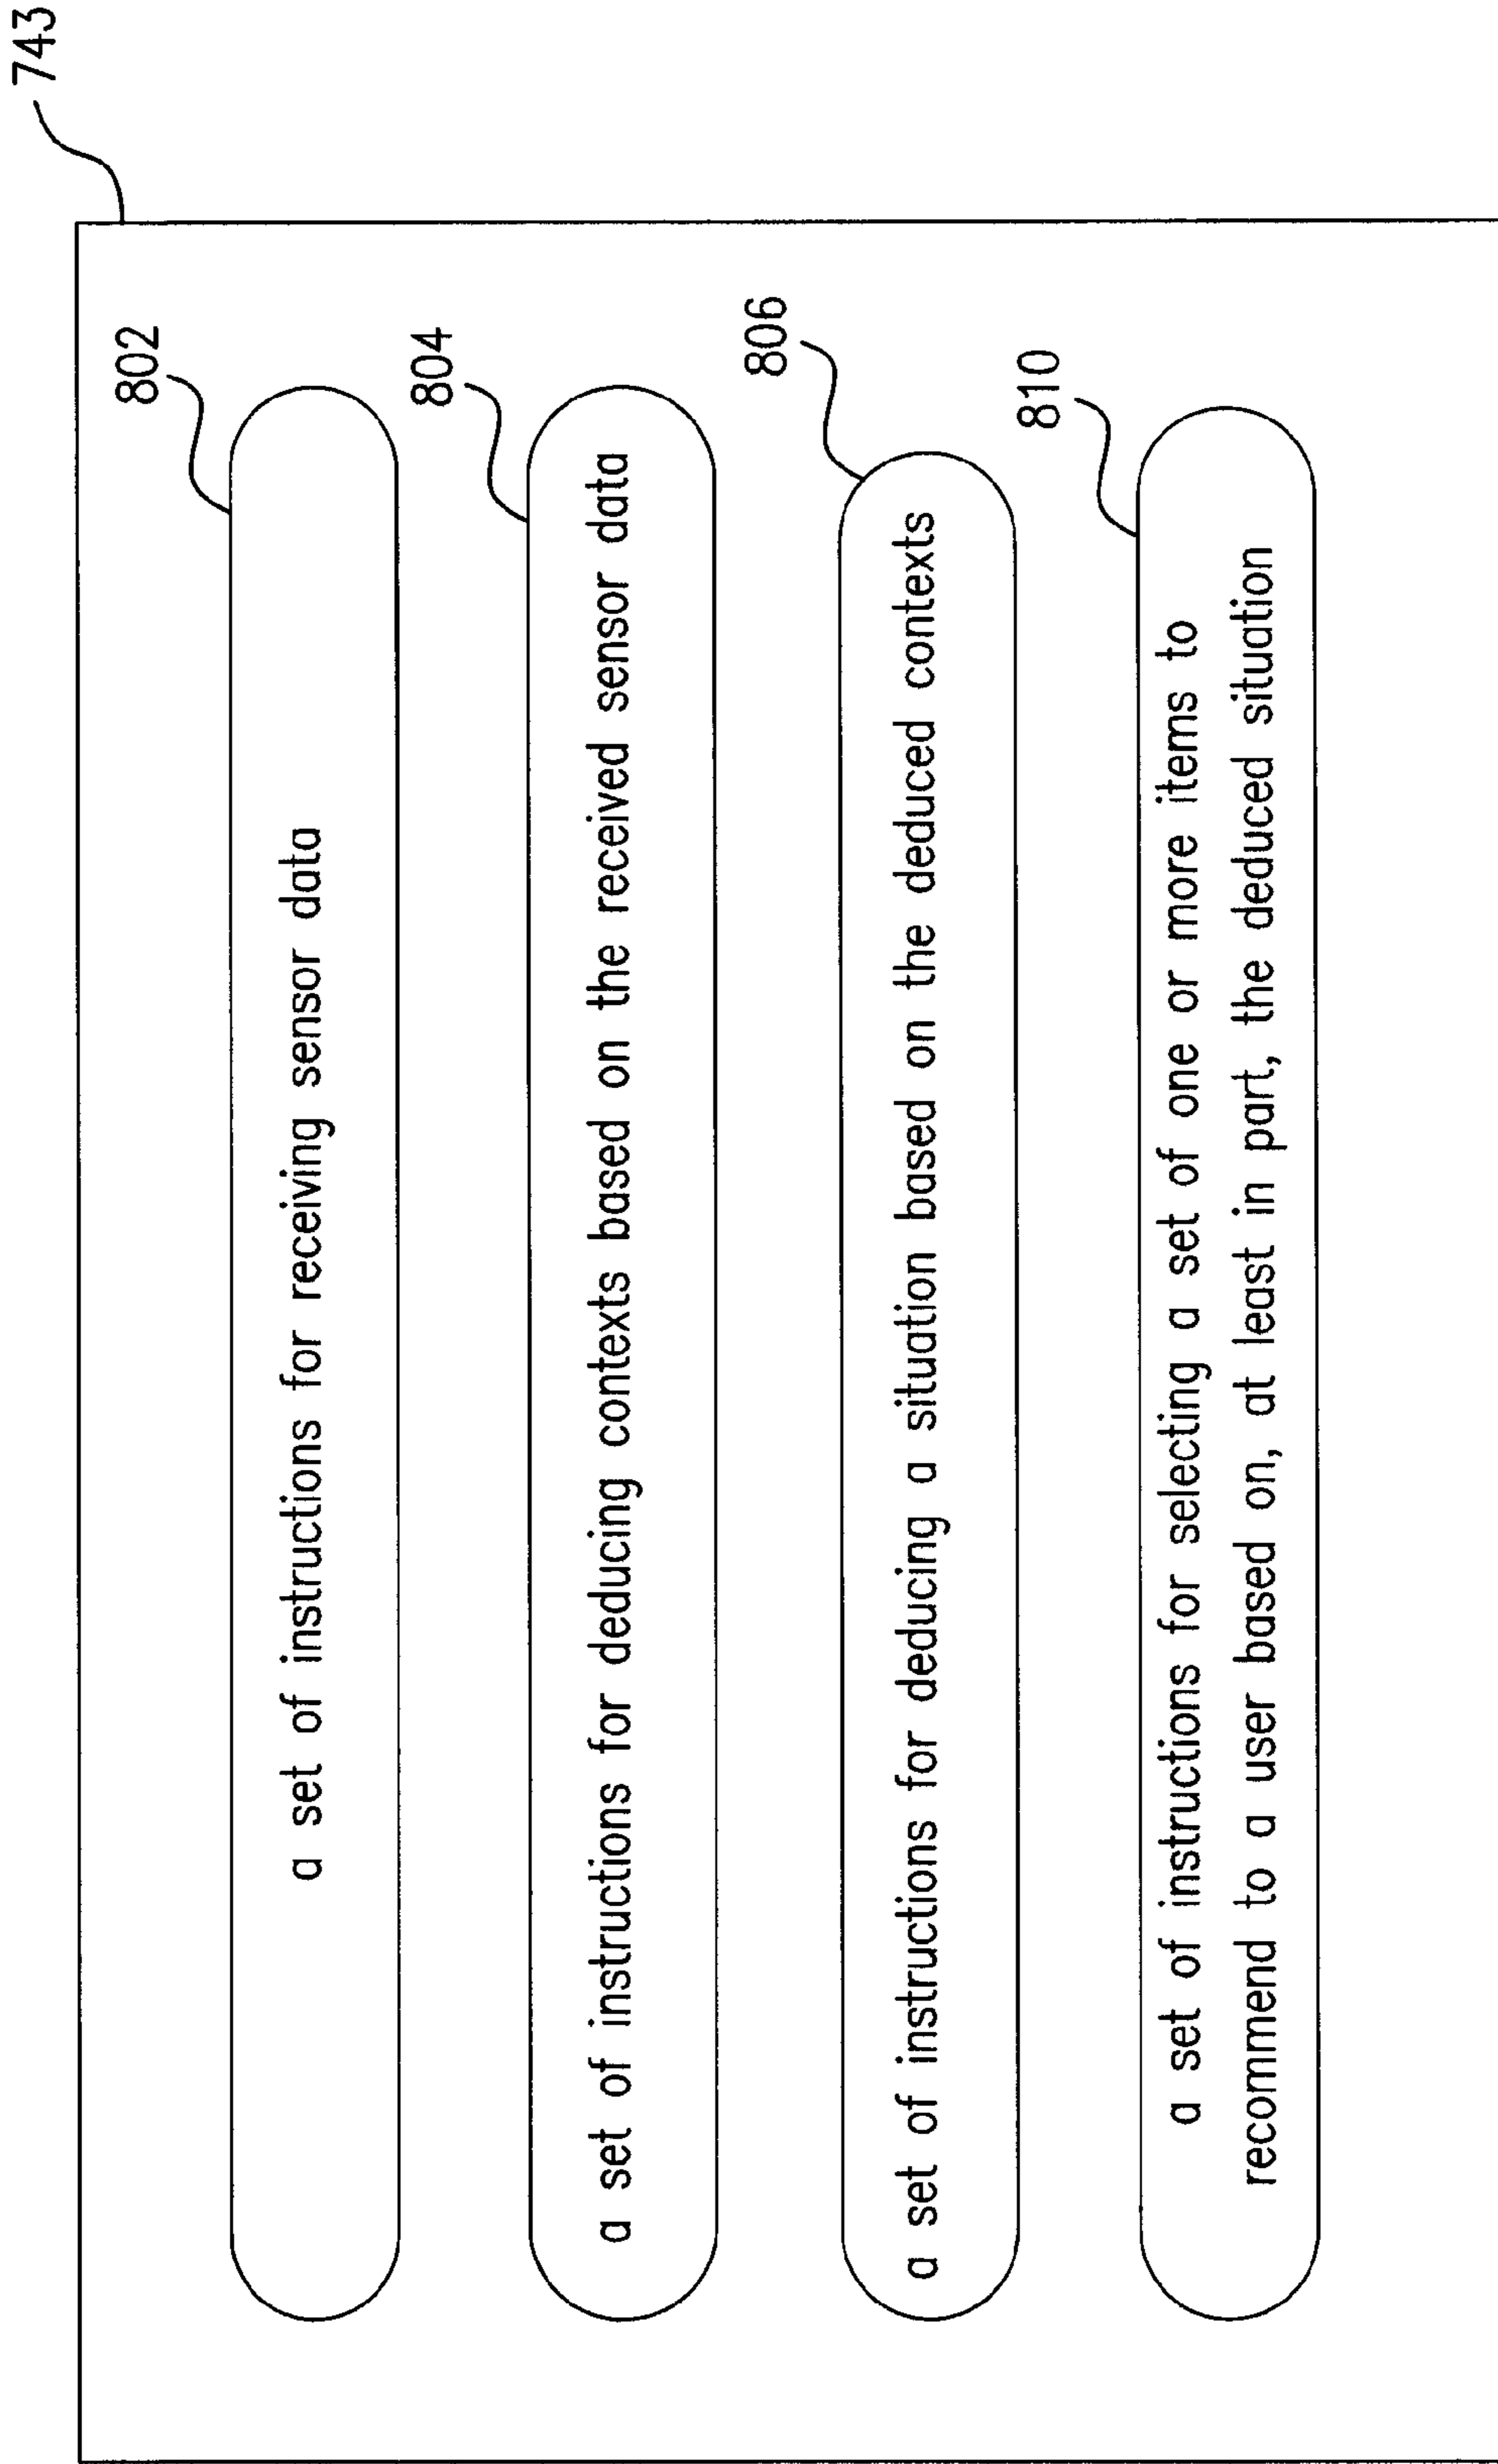 743
802
a set of instructions for receiving sensor data
804
a set of instructions for deducing contexts based on the received sensor data
806
a set of instructions for deducing a situation based on the deduced contexts
810
a set of instructions for selecting a set of one or more items to
recommend to a user based on, at least in part, the deduced situation